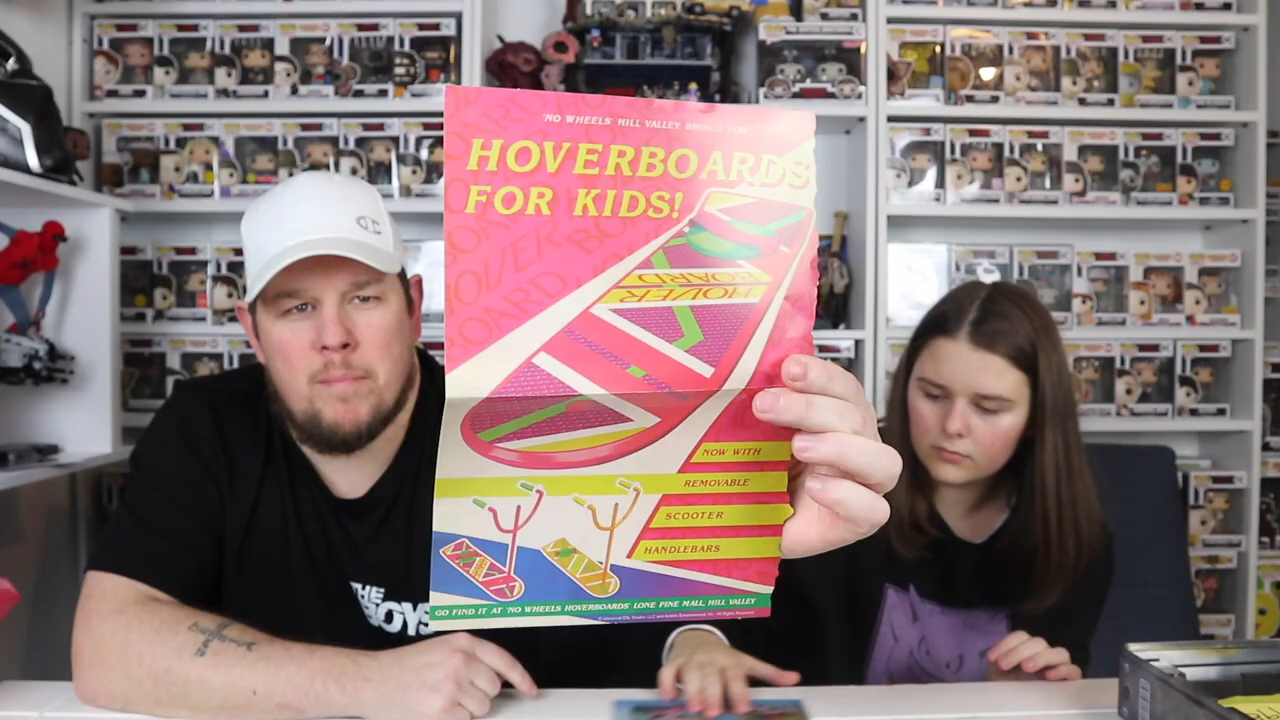 'NO WHEELS' HILL VALLEY BRINGS YOU
HOVERBOARDS
FOR KIDS!
HOVER
BOARD
NOW WITH
REMOVABLE
SCOOTER
HANDLEBARS
GO FIND IT AT 'NO WHEELS HOVERBOARDS' LONE PINE MALL, HILL VALLEY
THE
BOYS